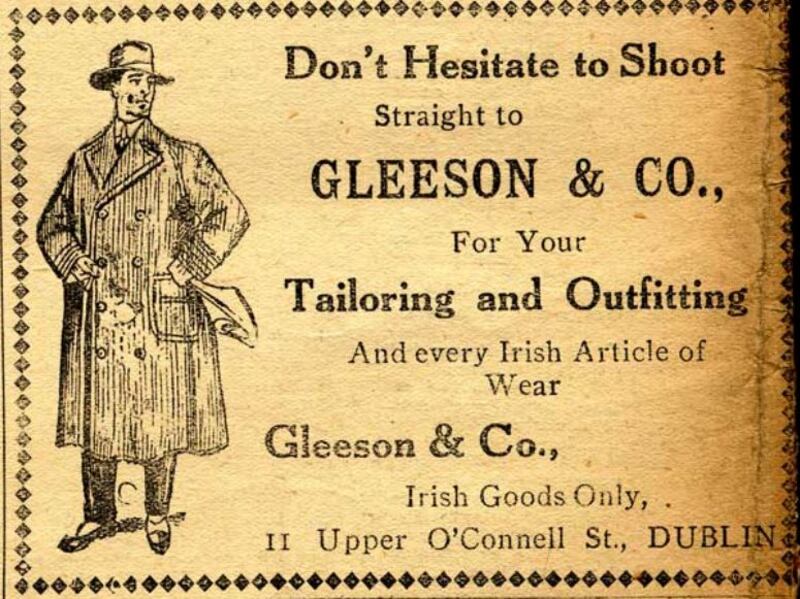 Don't Hesitate to Shoot
Straight to
GLEESON & CO.,
For Your
Tailoring and Outfitting
And every Irish Article of
Wear
Gleeson & Co.,
Irish Goods Only,
11 Upper O'Connell St., DUBLIN